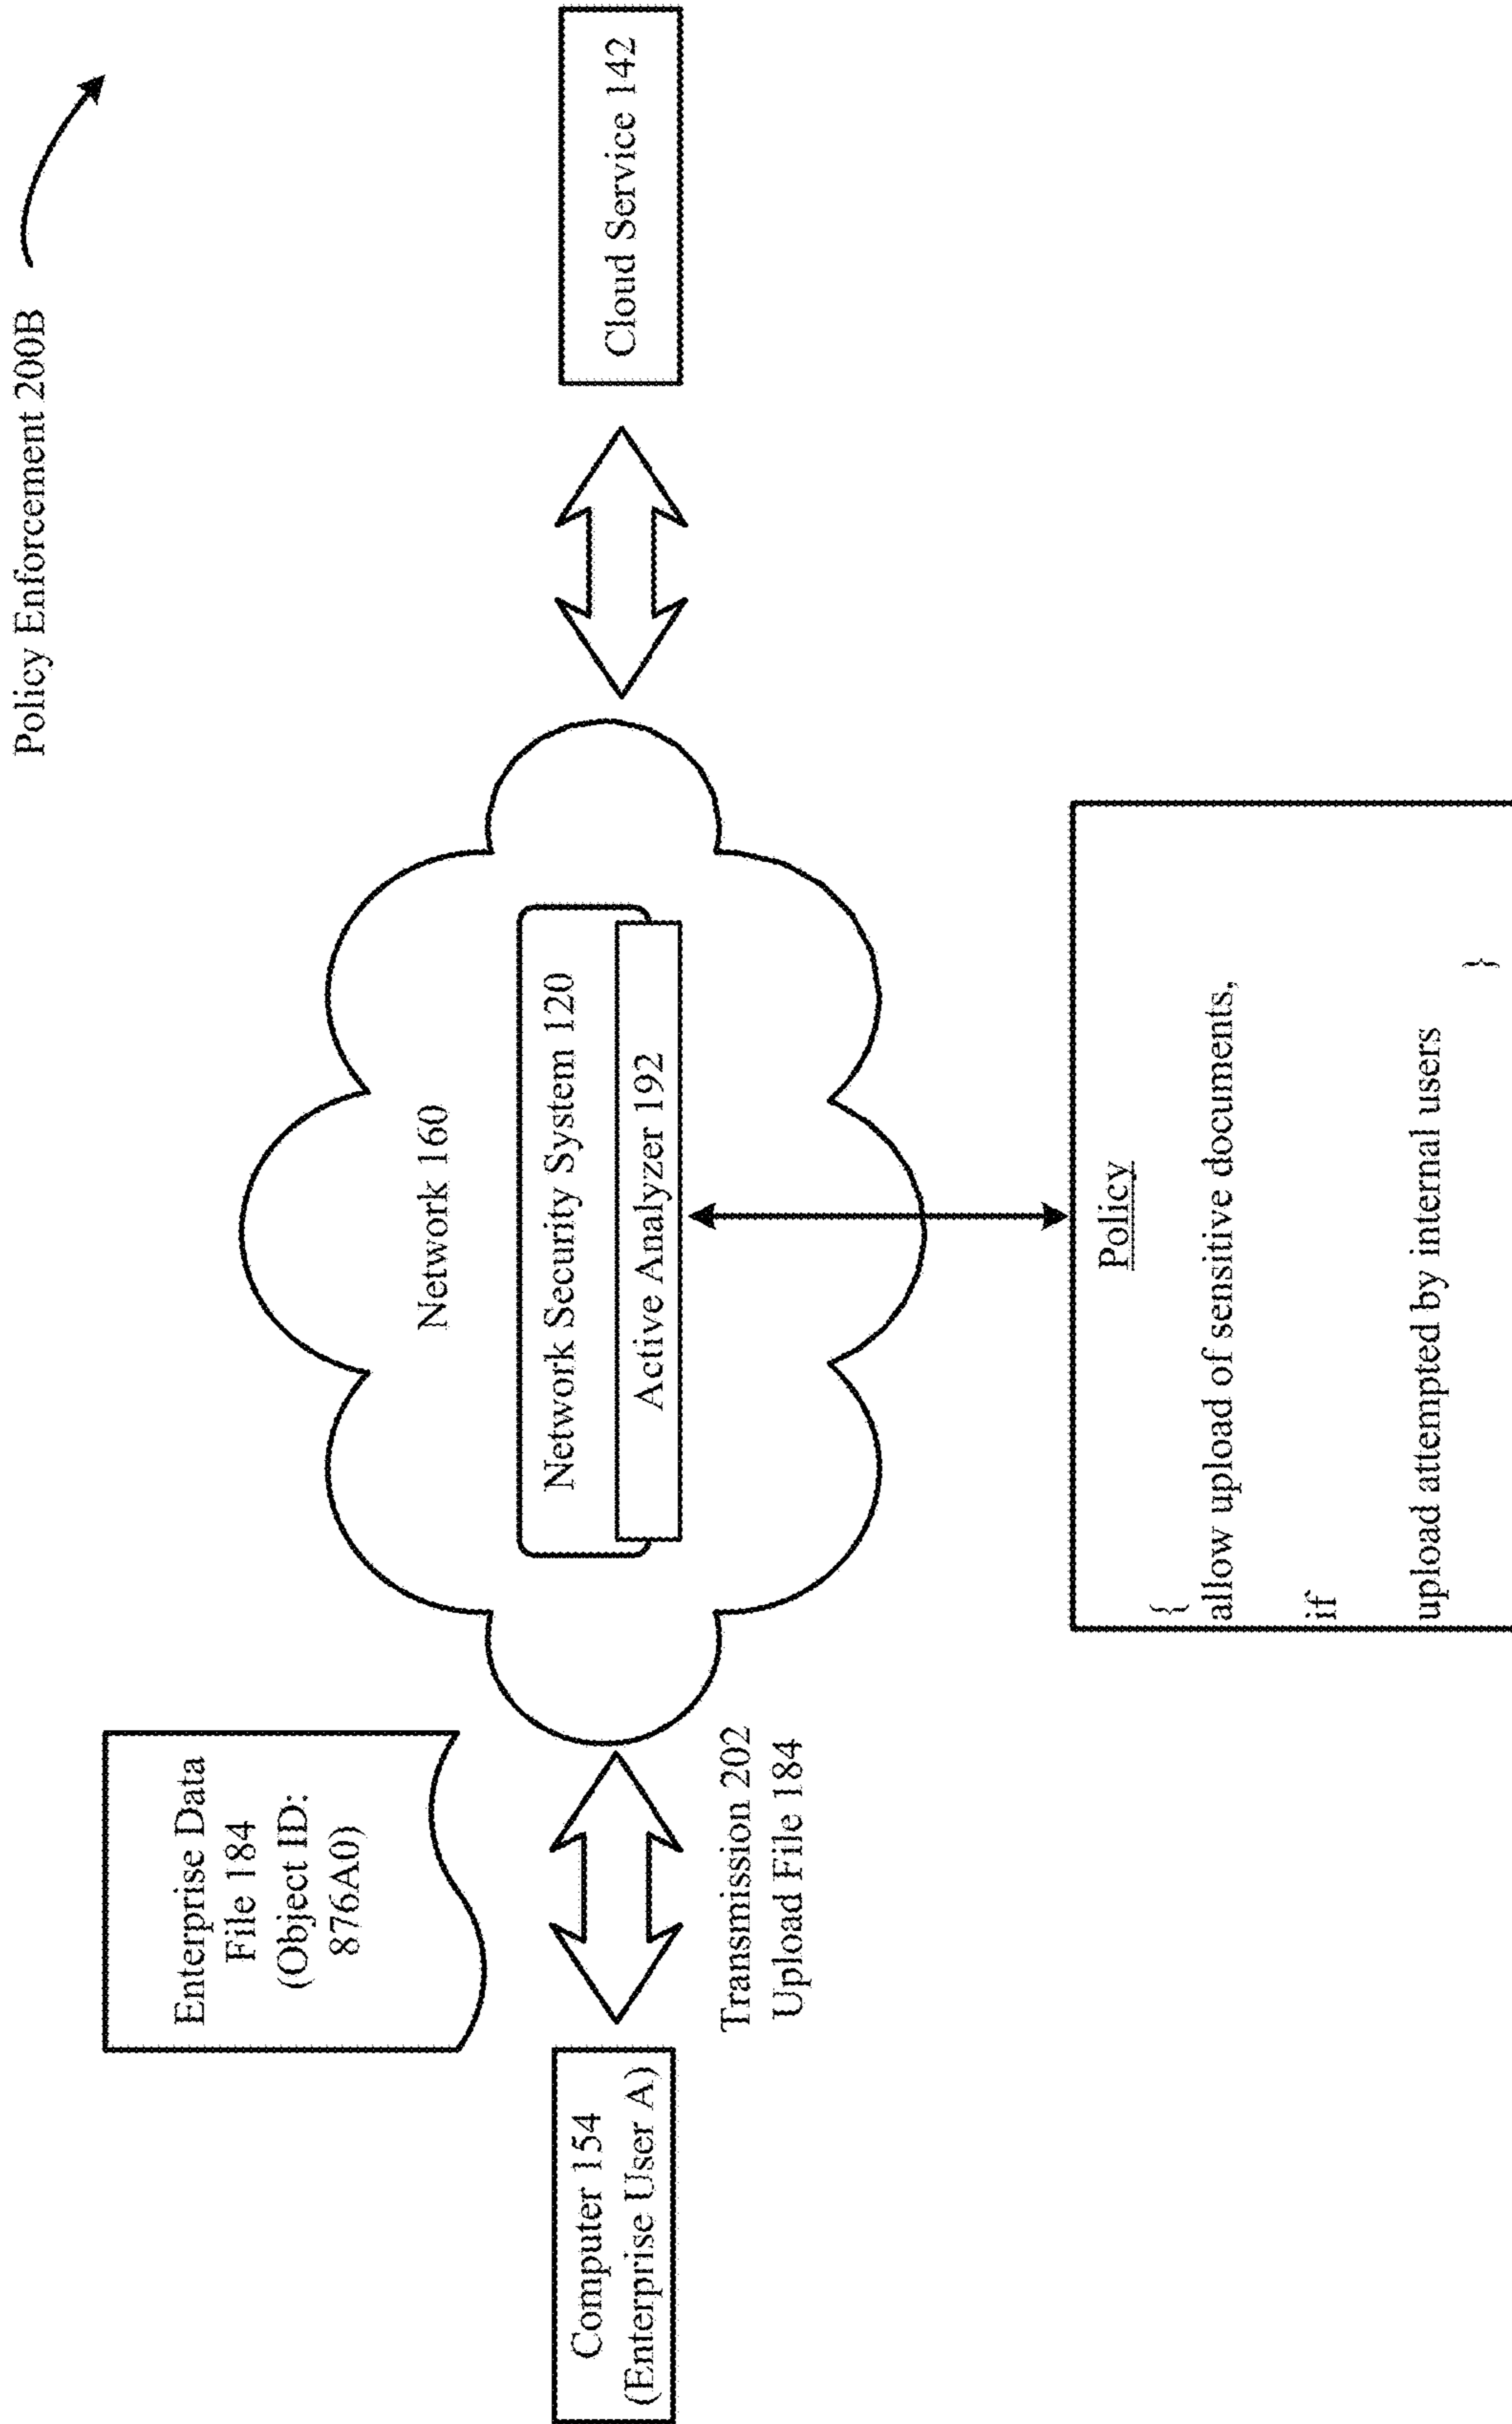 Policy Enforcement 200B
Enterprise Data
File 184
(Object ID:
876A0)
Computer 154
(Enterprise User A)
Transmission 202
Upload File 184
Network 160
Network Security System 120
Active Analyzer 192
Cloud Service 142
Policy
{
allow upload of sensitive documents,
if
upload attempted by internal users
}